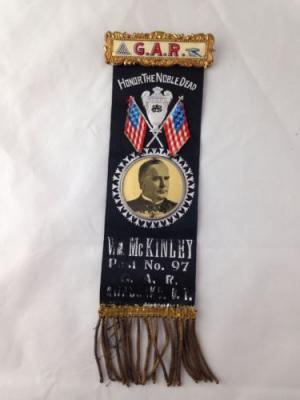 G.A.R.
HONOR THE NOBLE DEAD
WM. MCKINLEY
POST No. 97
G. A. R.